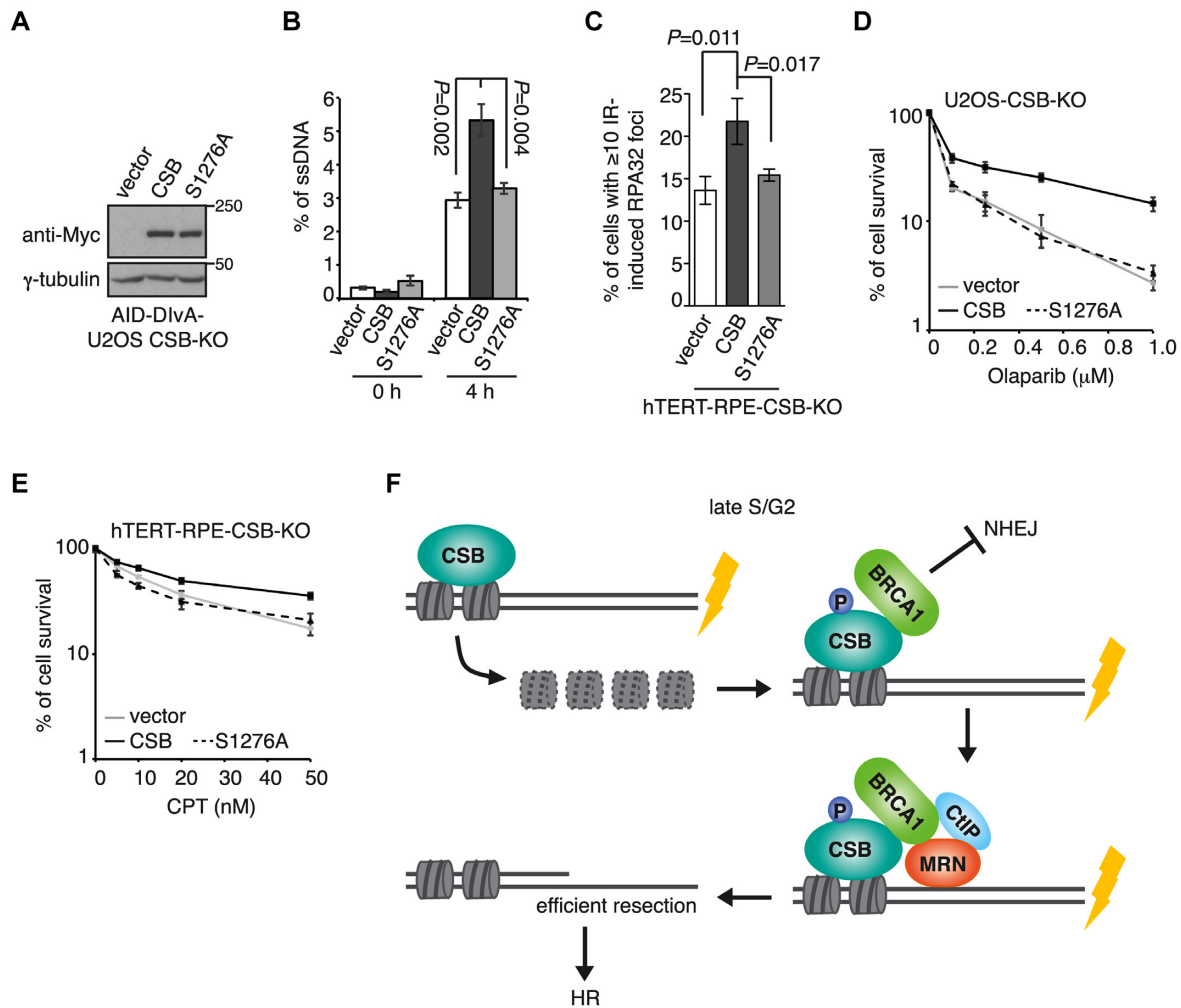 A
vector
CSB
S1276A
250
anti-Myc
50
γ-tubulin
AID-DIvA-
U2OS CSB-KO
B
% of ssDNA
6
5
4
3
2
1
0
P=0.002
P=0.004
vector
CSB
S1276A
vector
CSB
S1276A
0 h
4 h
C
P=0.011
P=0.017
% of cells with ≥10 IR-
induced RPA32 foci
25
20
15
10
5
0
vector
CSB
S1276A
hTERT-RPE-CSB-KO
D
U2OS-CSB-KO
% of cell survival
100
10
1
vector
CSB
S1276A
0 0.2 0.4 0.6 0.8 1.0
Olaparib (μM)
E
hTERT-RPE-CSB-KO
% of cell survival
100
10
1
vector
CSB
S1276A
0 10 20 30 40 50
CPT (nM)
F
late S/G2
CSB
NHEJ
BRCA1
P
CSB
BRCA1
P
CtIP
CSB
MRN
efficient resection
HR